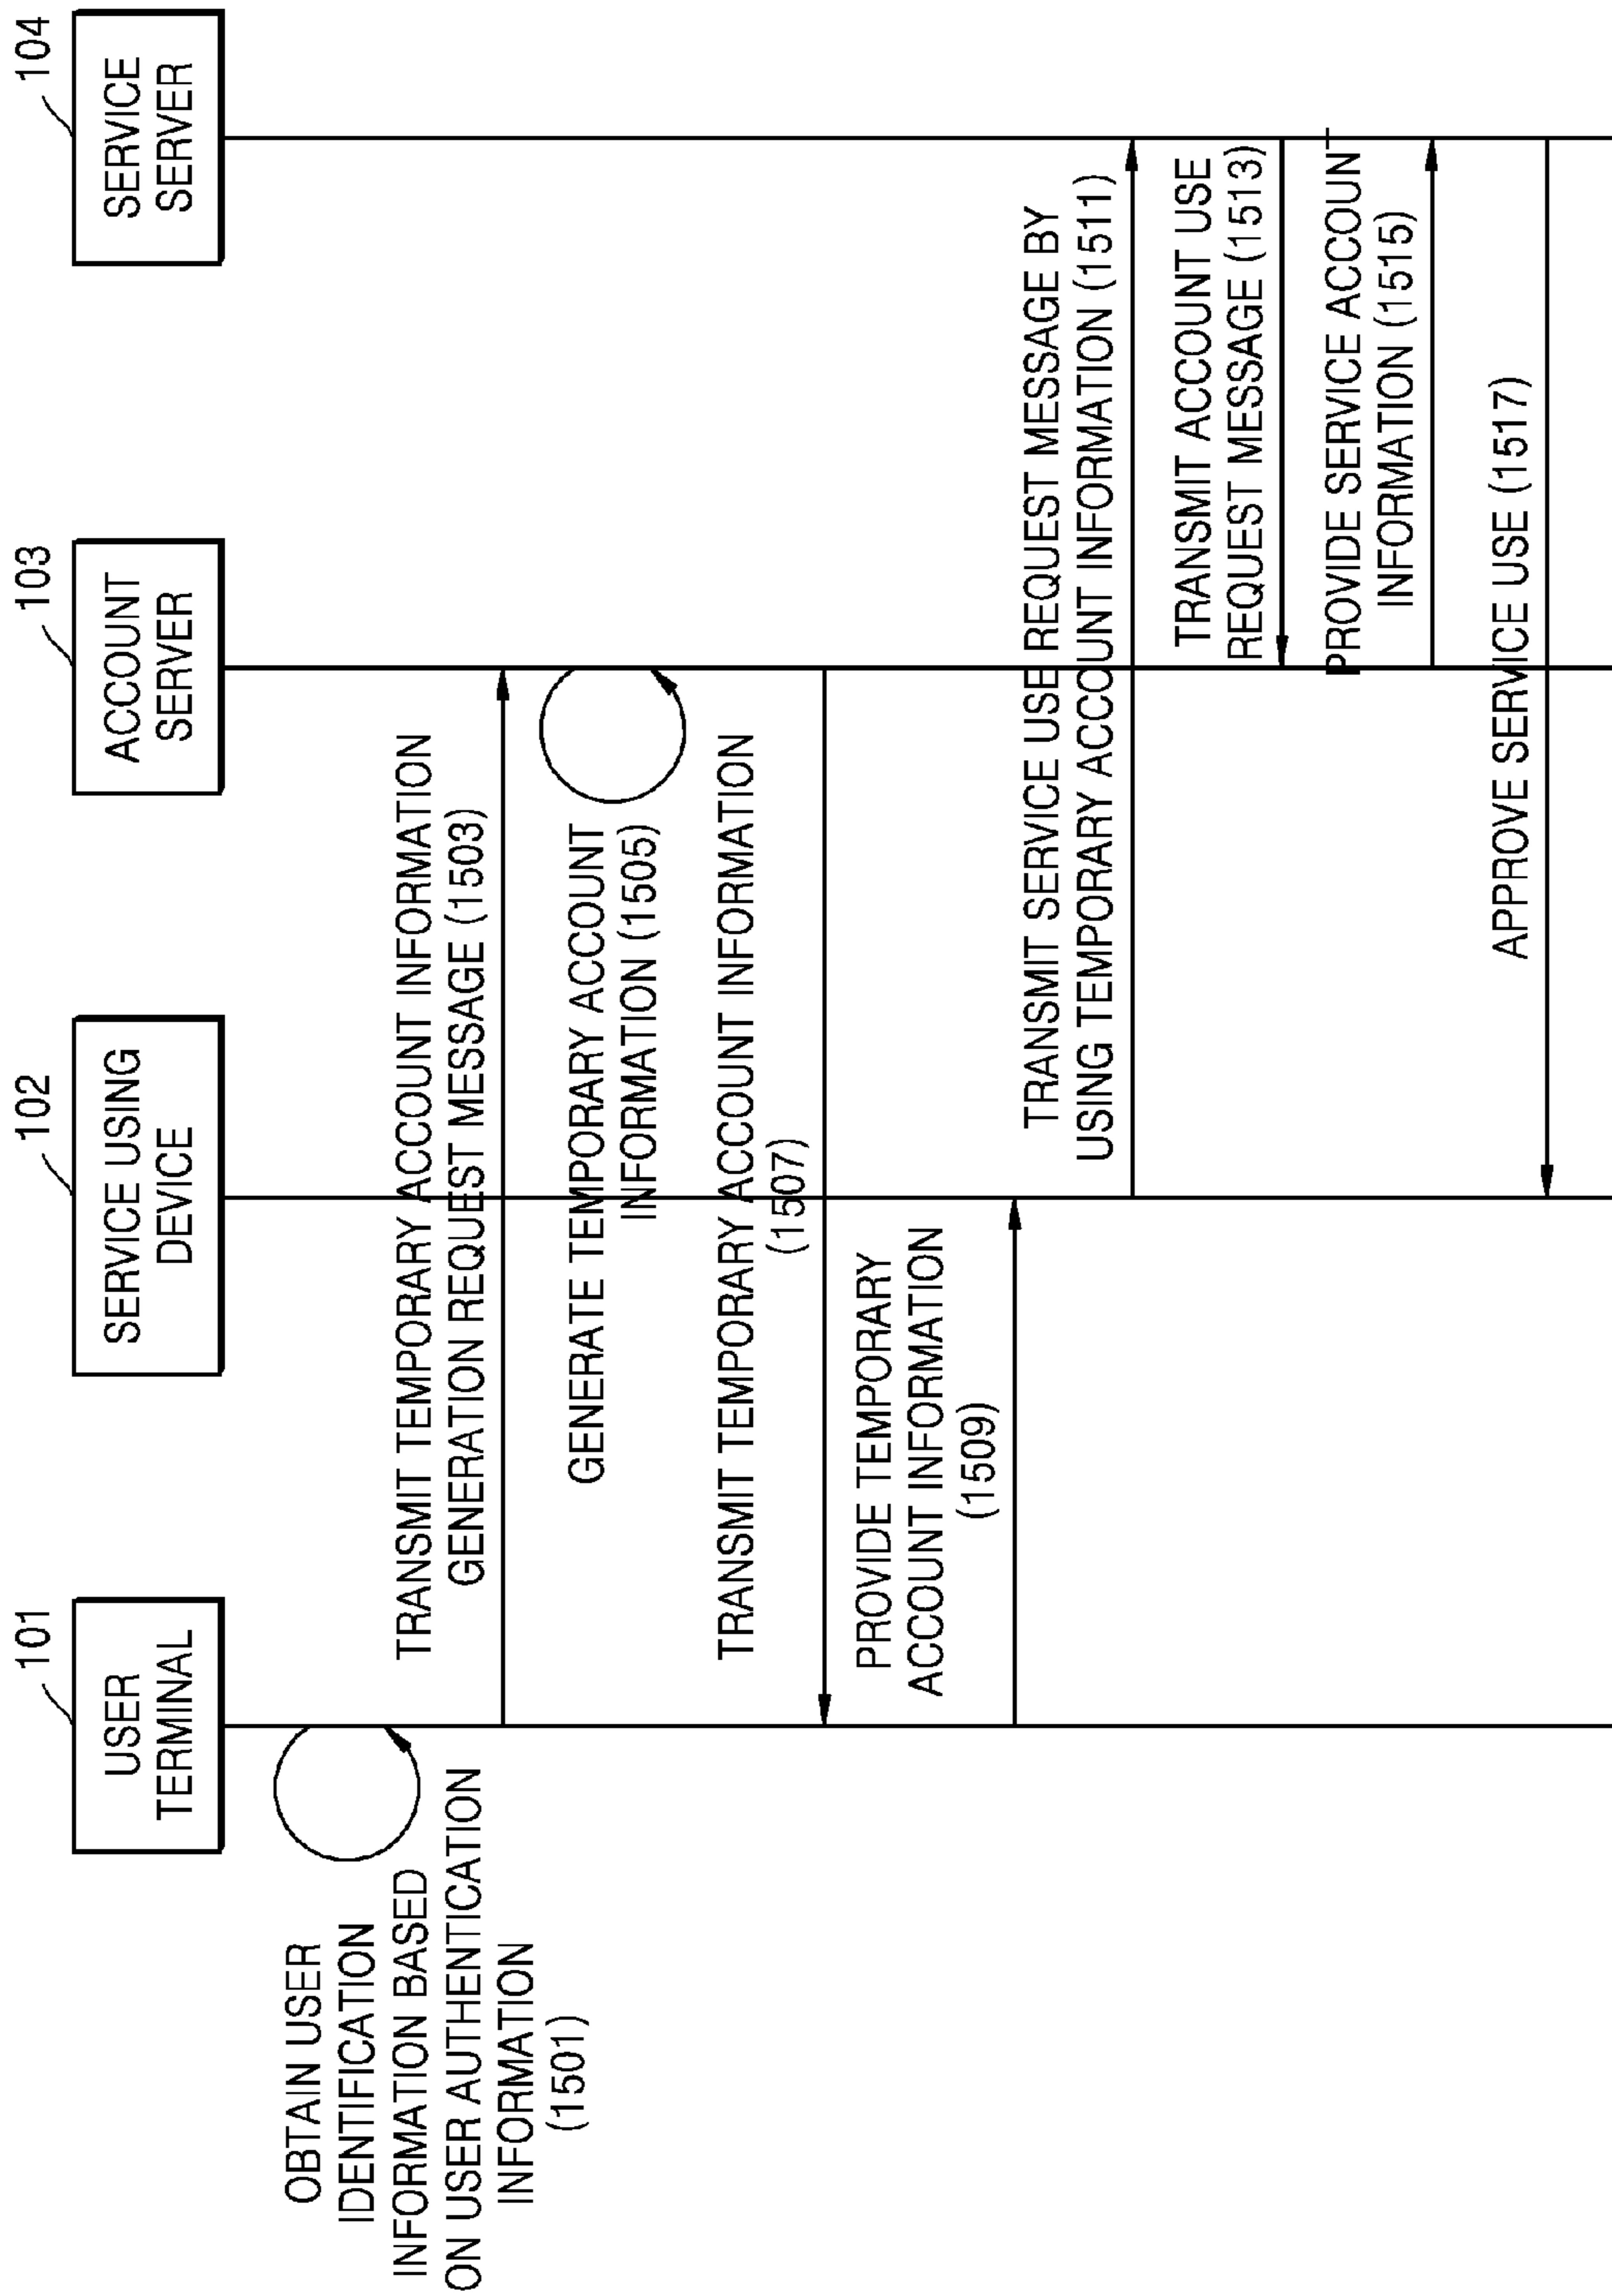 101
USER
TERMINAL
102
SERVICE USING
DEVICE
103
ACCOUNT
SERVER
104
SERVICE
SERVER
OBTAIN USER
IDENTIFICATION
INFORMATION BASED
ON USER AUTHENTICATION
INFORMATION
(1501)
TRANSMIT TEMPORARY ACCOUNT INFORMATION
GENERATION REQUEST MESSAGE (1503)
GENERATE TEMPORARY ACCOUNT
INFORMATION (1505)
TRANSMIT TEMPORARY ACCOUNT INFORMATION
(1507)
PROVIDE TEMPORARY
ACCOUNT INFORMATION
(1509)
TRANSMIT SERVICE USE REQUEST MESSAGE BY
USING TEMPORARY ACCOUNT INFORMATION (1511)
TRANSMIT ACCOUNT USE
REQUEST MESSAGE (1513)
PROVIDE SERVICE ACCOUNT
INFORMATION (1515)
APPROVE SERVICE USE (1517)